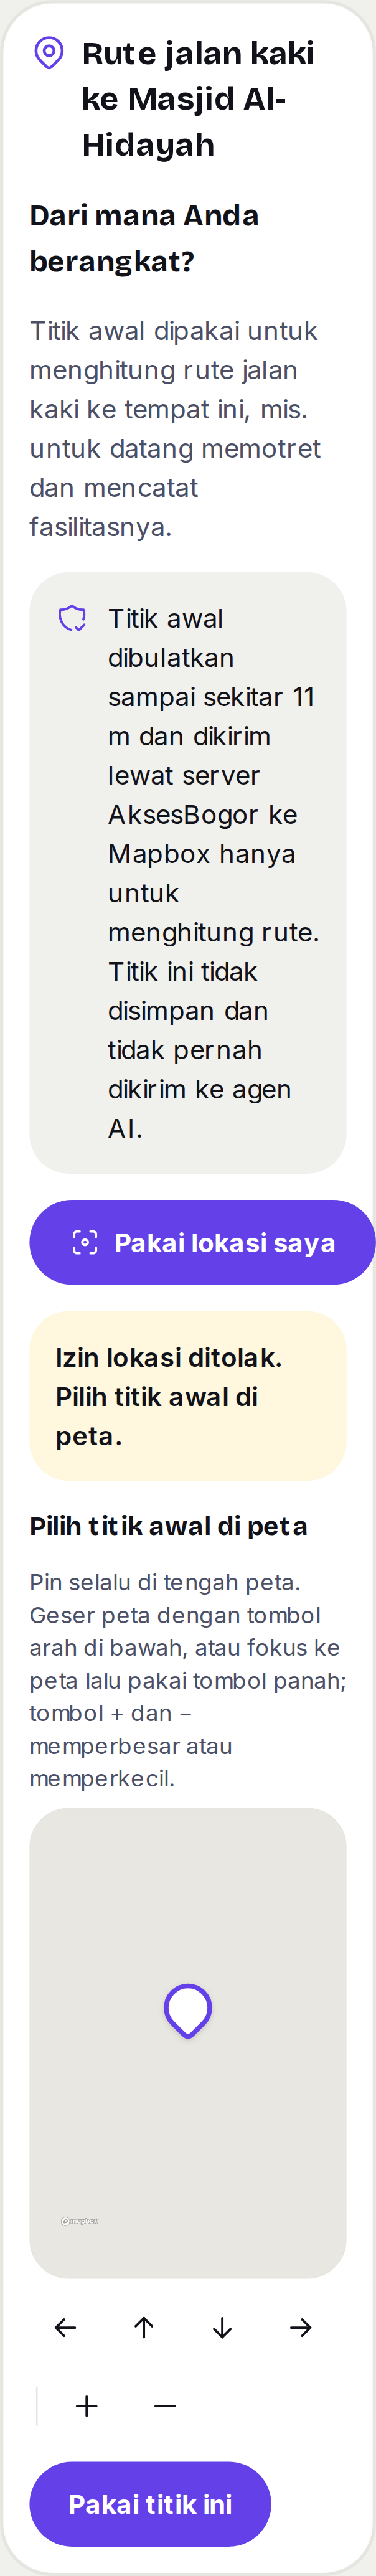 Rute jalan kaki
ke Masjid Al-
Hidayah
Dari mana Anda
berangkat?
Titik awal dipakai untuk
menghitung rute jalan
kaki ke tempat ini, mis.
untuk datang memotret
dan mencatat
fasilitasnya.
Titik awal
dibulatkan
sampai sekitar 11
m dan dikirim
lewat server
AksesBogor ke
Mapbox hanya
untuk
menghitung rute.
Titik ini tidak
disimpan dan
tidak pernah
dikirim ke agen
AI.
Pakai lokasi saya
Izin lokasi ditolak.
Pilih titik awal di
peta.
Pilih titik awal di peta
Pin selalu di tengah peta.
Geser peta dengan tombol
arah di bawah, atau fokus ke
peta lalu pakai tombol panah;
tombol + dan −
memperbesar atau
memperkecil.
mapbox
Pakai titik ini